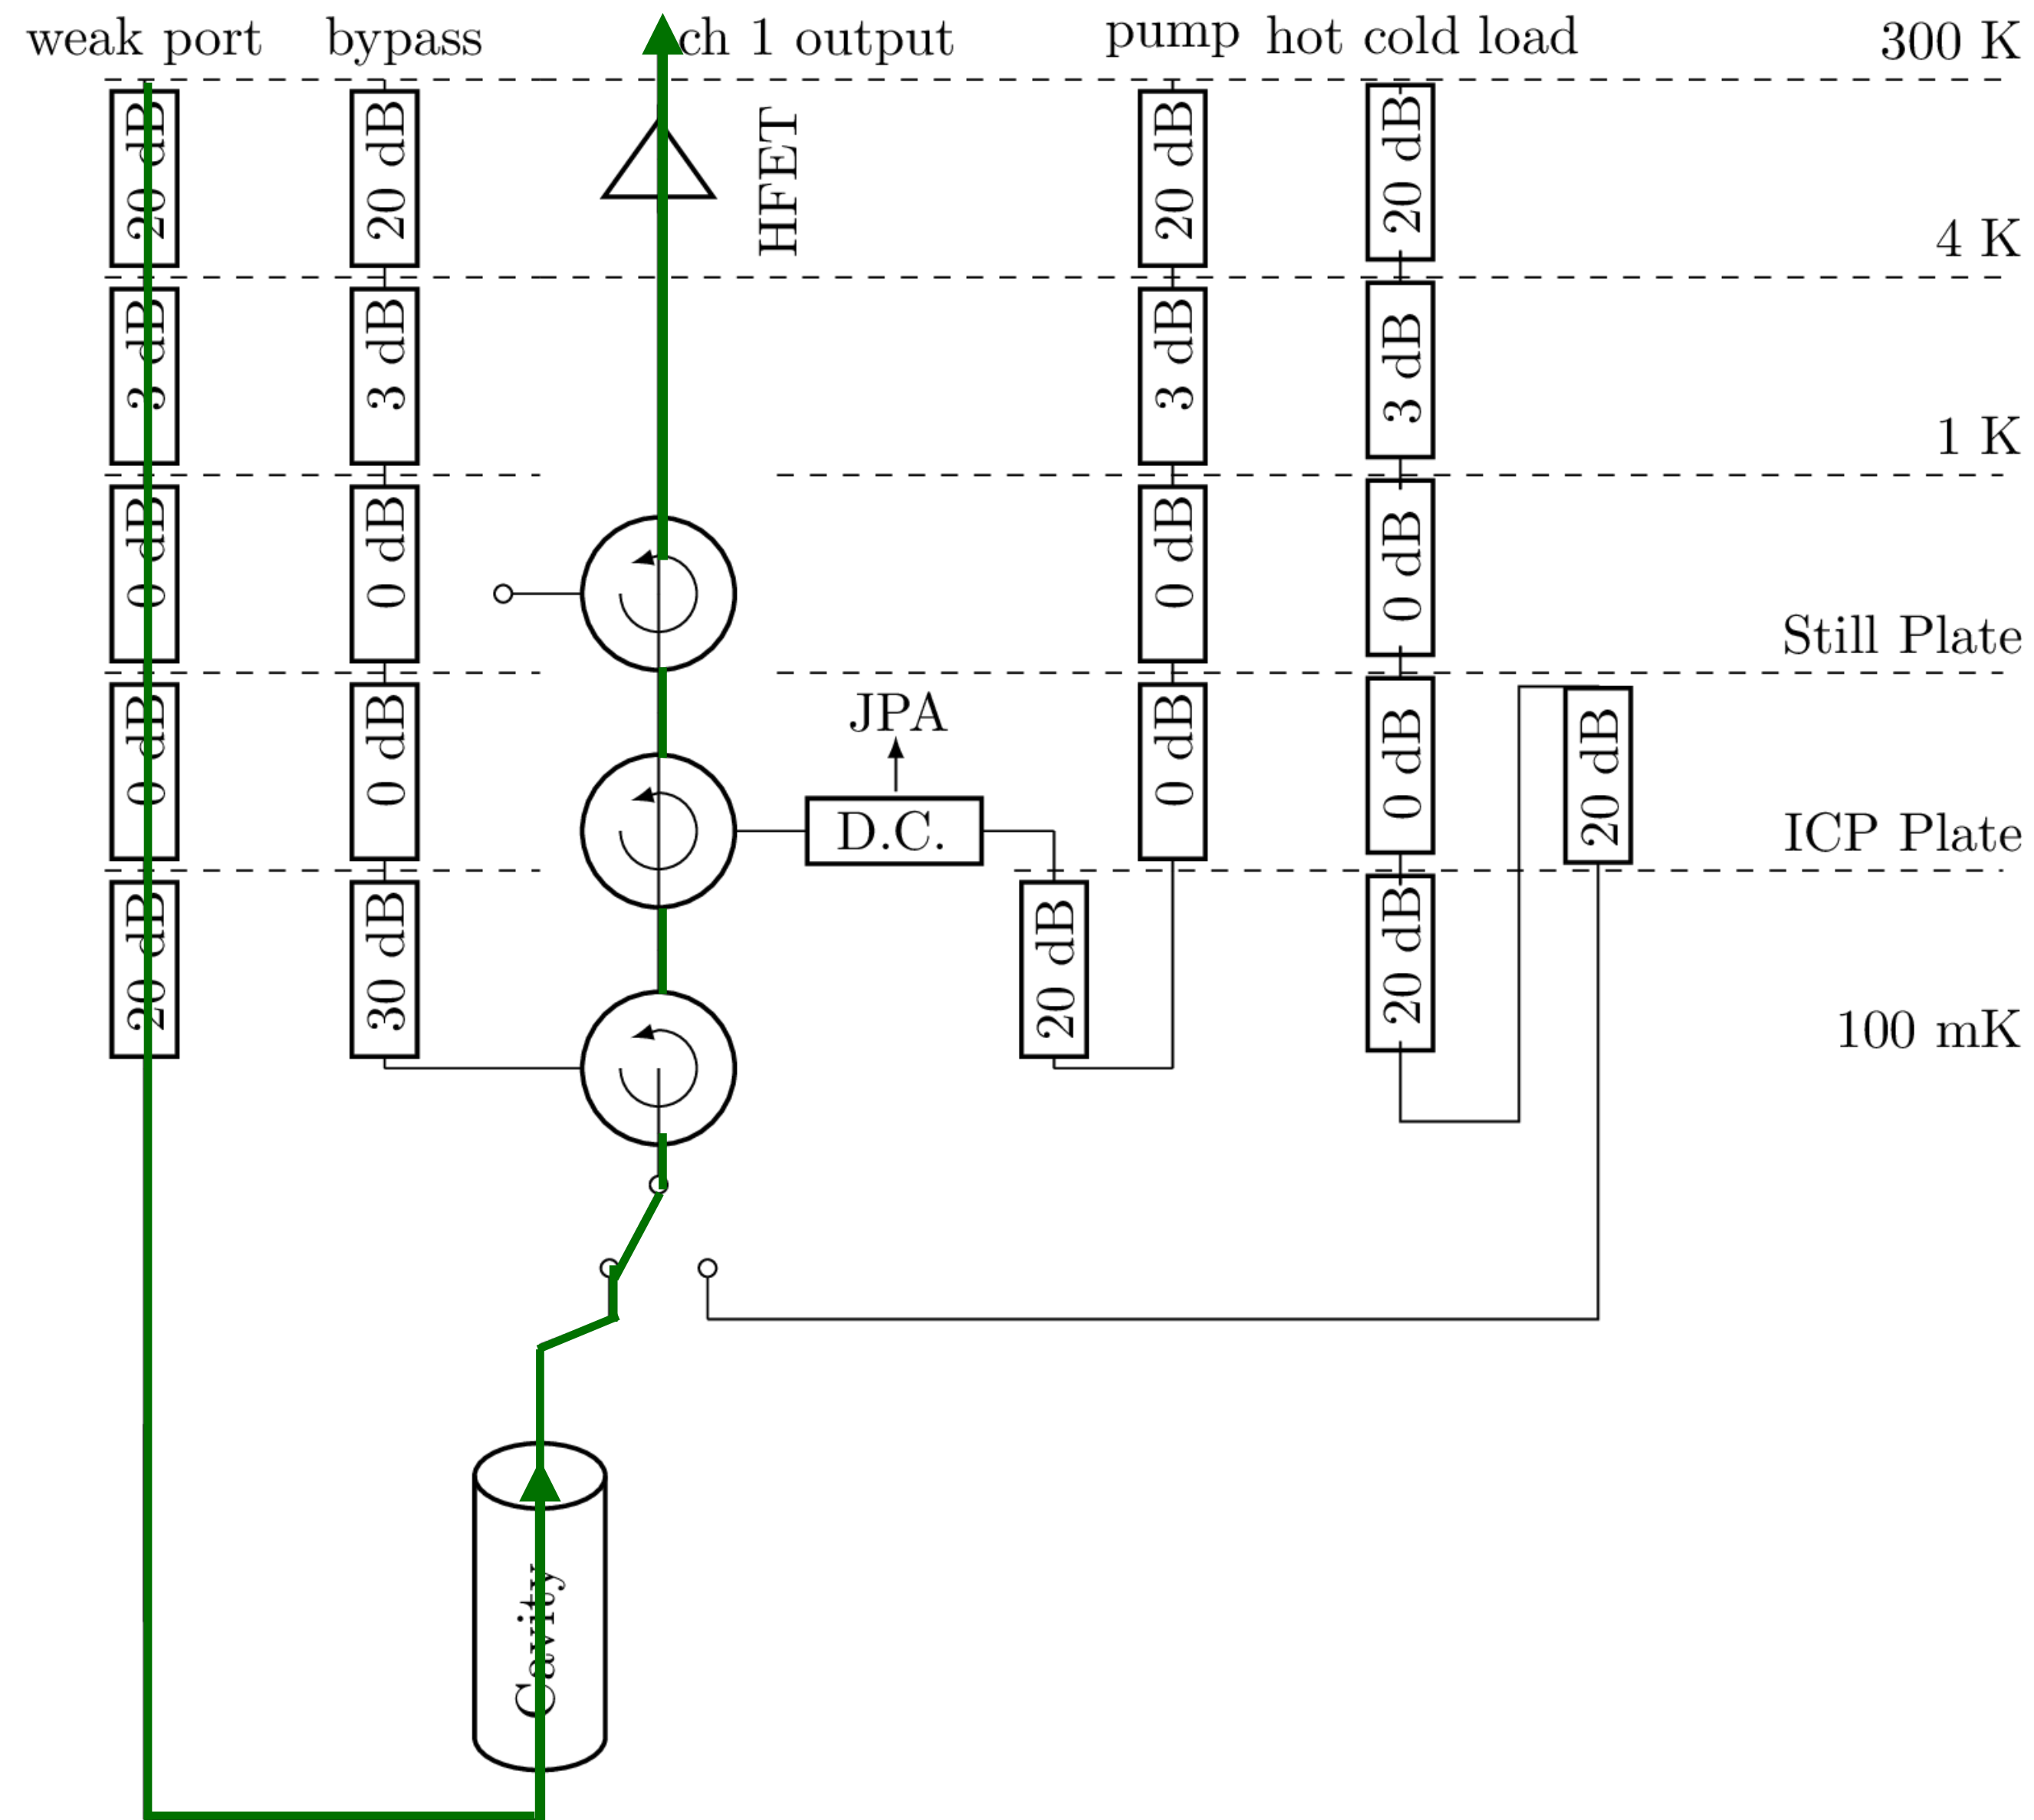 weak port bypass ch 1 output pump hot cold load 300 K
20 dB 20 dB HFET 20 dB 20 dB 4 K
3 dB 3 dB 3 dB 3 dB 1 K
0 dB 0 dB 0 dB 0 dB Still Plate
0 dB 0 dB JPA 0 dB 0 dB 20 dB
D.C. ICP Plate
20 dB 30 dB 20 dB 20 dB 100 mK
Cavity